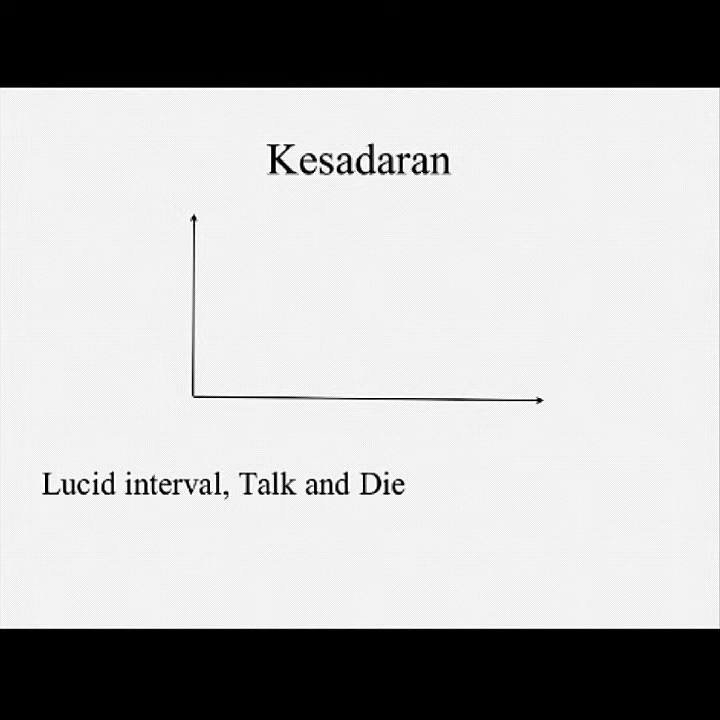 Kesadaran
Lucid interval, Talk and Die